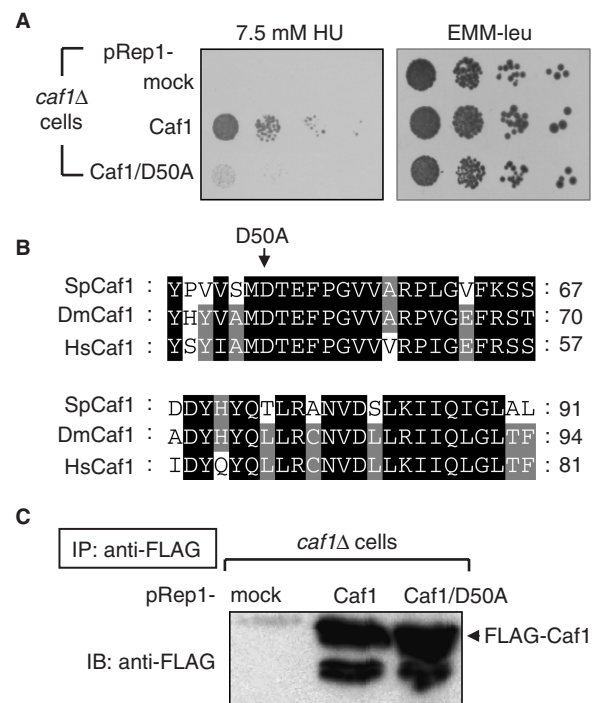 A
7.5 mM HU
EMM-leu
pRep1-
mock
caf1Δ
cells
Caf1
Caf1/D50A
B
D50A
SpCaf1 : YPVVSMDTEFPGVVARPLGVFKSS : 67
DmCaf1 : YHYVAMDTEFPGVVARPVGEFRST : 70
HsCaf1 : YSYIAMDTEFPGVVVRPIGEFRSS : 57
SpCaf1 : DDYHYQTLRANVDSLKIIQIGLAL : 91
DmCaf1 : ADYHYQLLRCNVDLLRIIQLGLTF : 94
HsCaf1 : IDYQYQLLRCNVDLLKIIQLGLTF : 81
C
IP: anti-FLAG
caf1Δ cells
pRep1- mock Caf1 Caf1/D50A
IB: anti-FLAG
FLAG-Caf1